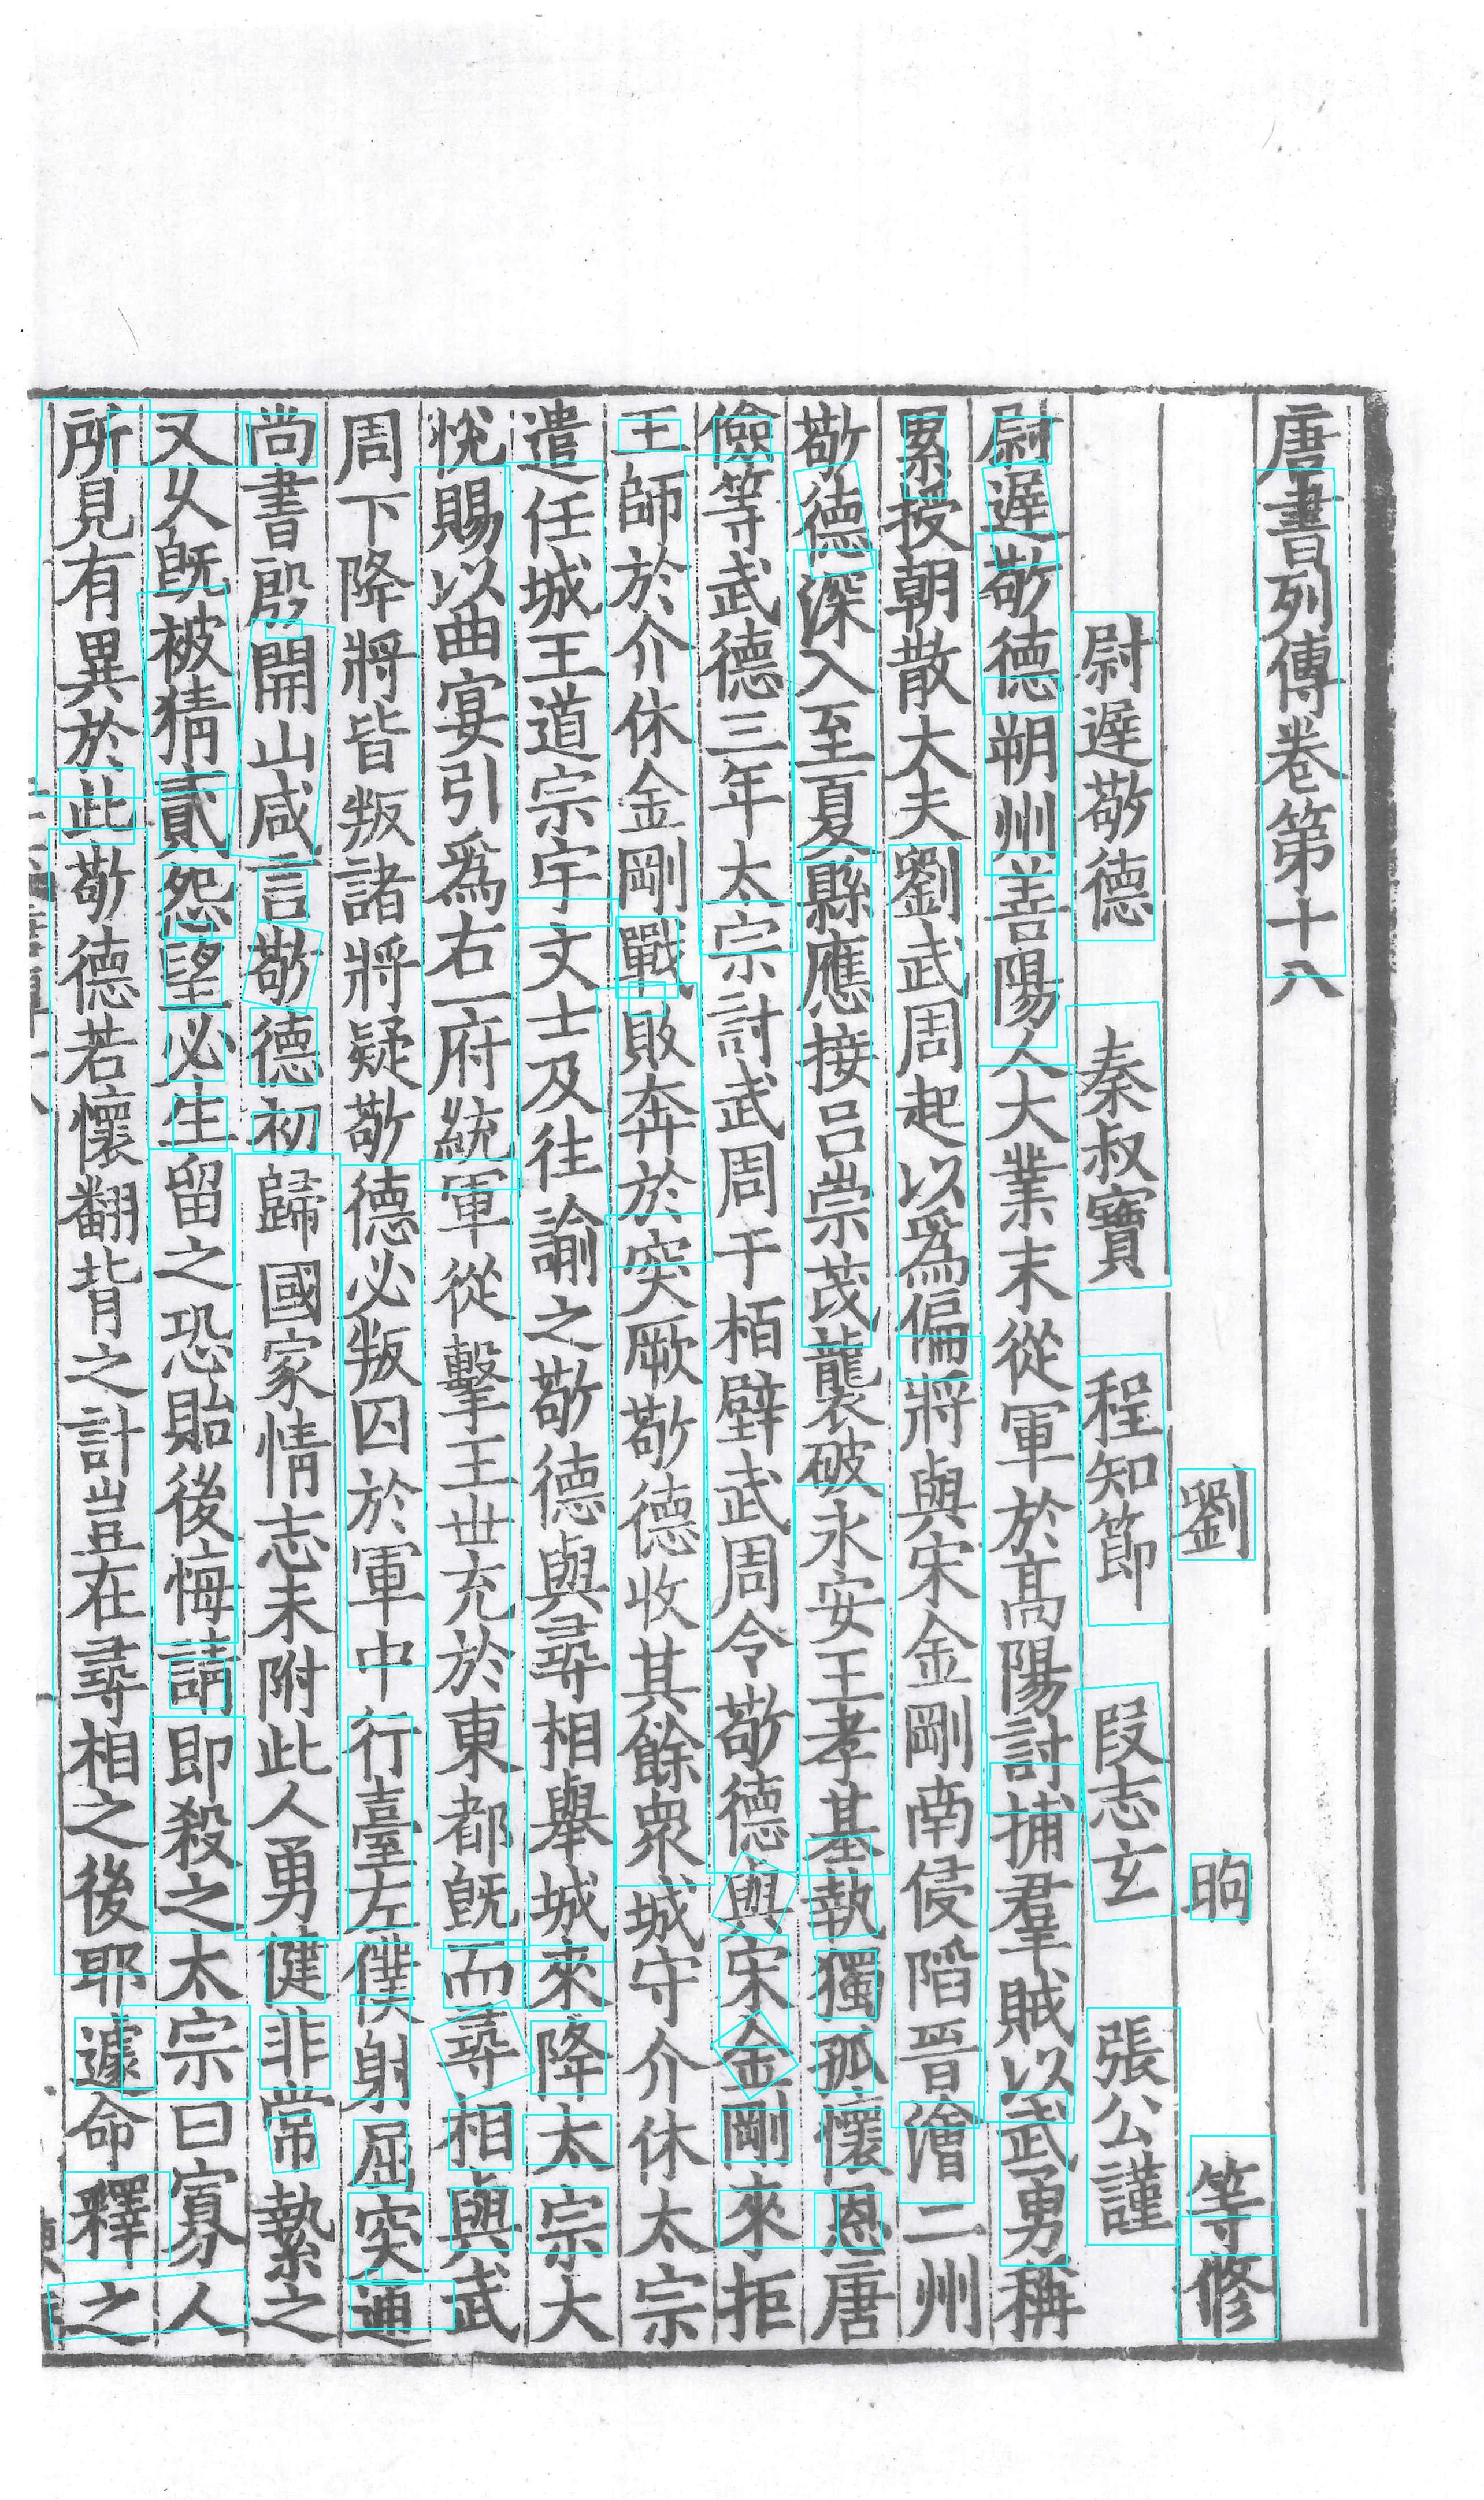 唐書列傳卷第十八
劉 昫 等修
尉遲敬德 秦叔寶 程知節 段志玄 張公謹
尉遲敬德朔州善陽人大業末從軍於髙陽討捕羣賊以武勇稱
累授朝散大夫劉武周起以爲偏將與宋金剛南侵陷晉澮二州
敬德深入至夏縣應接吕崇茂襲破永安王孝基執獨孤懷恩唐
儉等武德三年太宗討武周于栢壁武周令敬德與宋金剛來拒
王師於介休金剛戰敗奔於突厥敬德收其餘衆城守介休太宗
遣任城王道宗宇文士及往諭之敬德與尋相舉城來降太宗大
悅賜以曲宴引爲右一府統軍從擊王世充於東都旣而尋相與武
周下降將皆叛諸將疑敬德必叛囚於軍中行臺左僕射屈突通
尚書殷開山咸言敬德初歸國家情志未附此人勇健非常縶之
又久旣被猜貳怨望必生留之恐貽後悔請即殺之太宗曰寡人
所見有異於此敬德若懷翻背之計豈在尋相之後耶遽命釋之